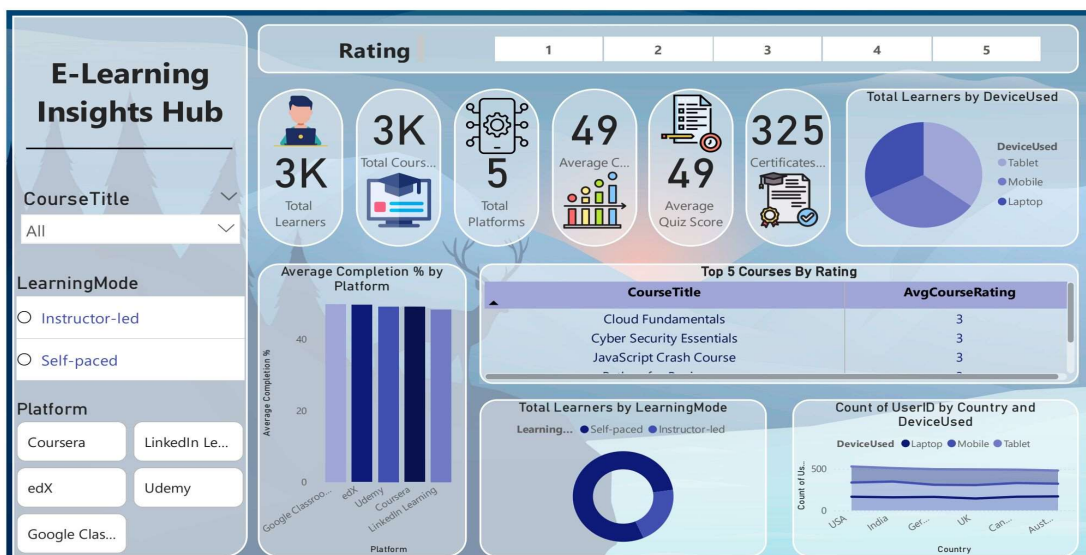 E-Learning
Insights Hub
CourseTitle
All
LearningMode
Instructor-led
Self-paced
Platform
Coursera
LinkedIn Le...
edX
Udemy
Google Clas...
Rating
1
2
3
4
5
3K
Total
Learners
3K
Total Cours...
5
Total
Platforms
49
Average C...
49
Average
Quiz Score
325
Certificates...
Total Learners by DeviceUsed
DeviceUsed
Tablet
Mobile
Laptop
Average Completion % by
Platform
Average Completion %
40
20
0
Google Classroo...
edX
Udemy
Coursera
LinkedIn Learning
Platform
Top 5 Courses By Rating
CourseTitle AvgCourseRating
Cloud Fundamentals 3
Cyber Security Essentials 3
JavaScript Crash Course 3
Total Learners by LearningMode
Learning... Self-paced Instructor-led
Count of UserID by Country and
DeviceUsed
DeviceUsed Laptop Mobile Tablet
Count of Us...
500
0
USA
India
Ger...
UK
Can...
Aust...
Country